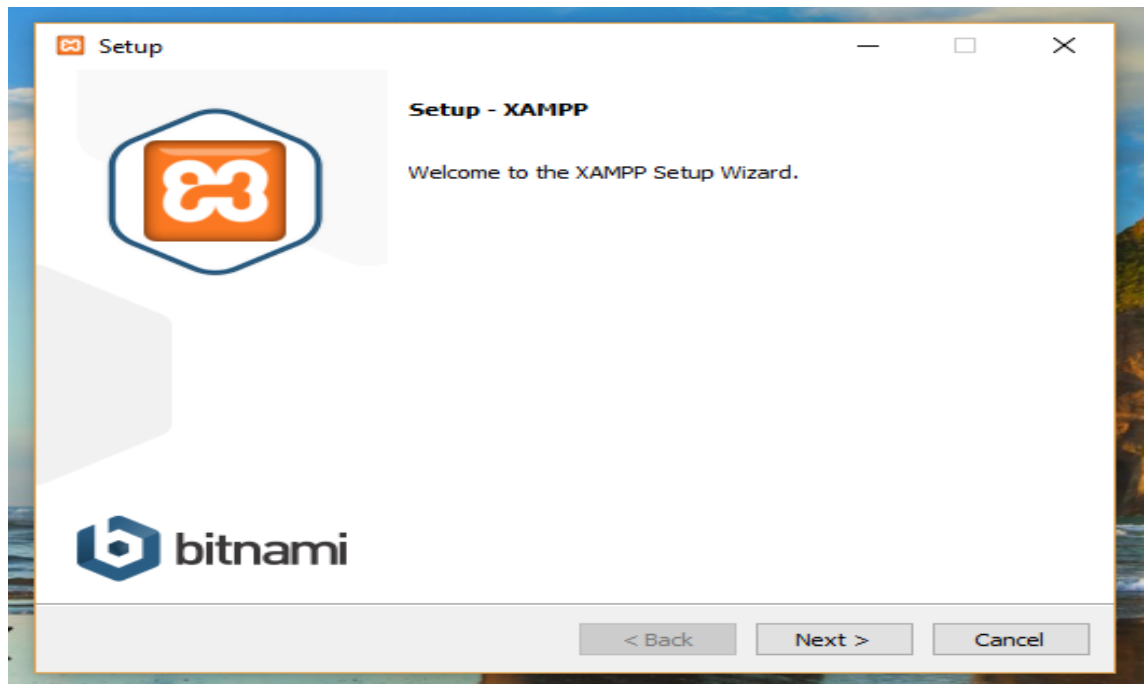 Setup
Setup - XAMPP
Welcome to the XAMPP Setup Wizard.
bitnami
< Back Next > Cancel